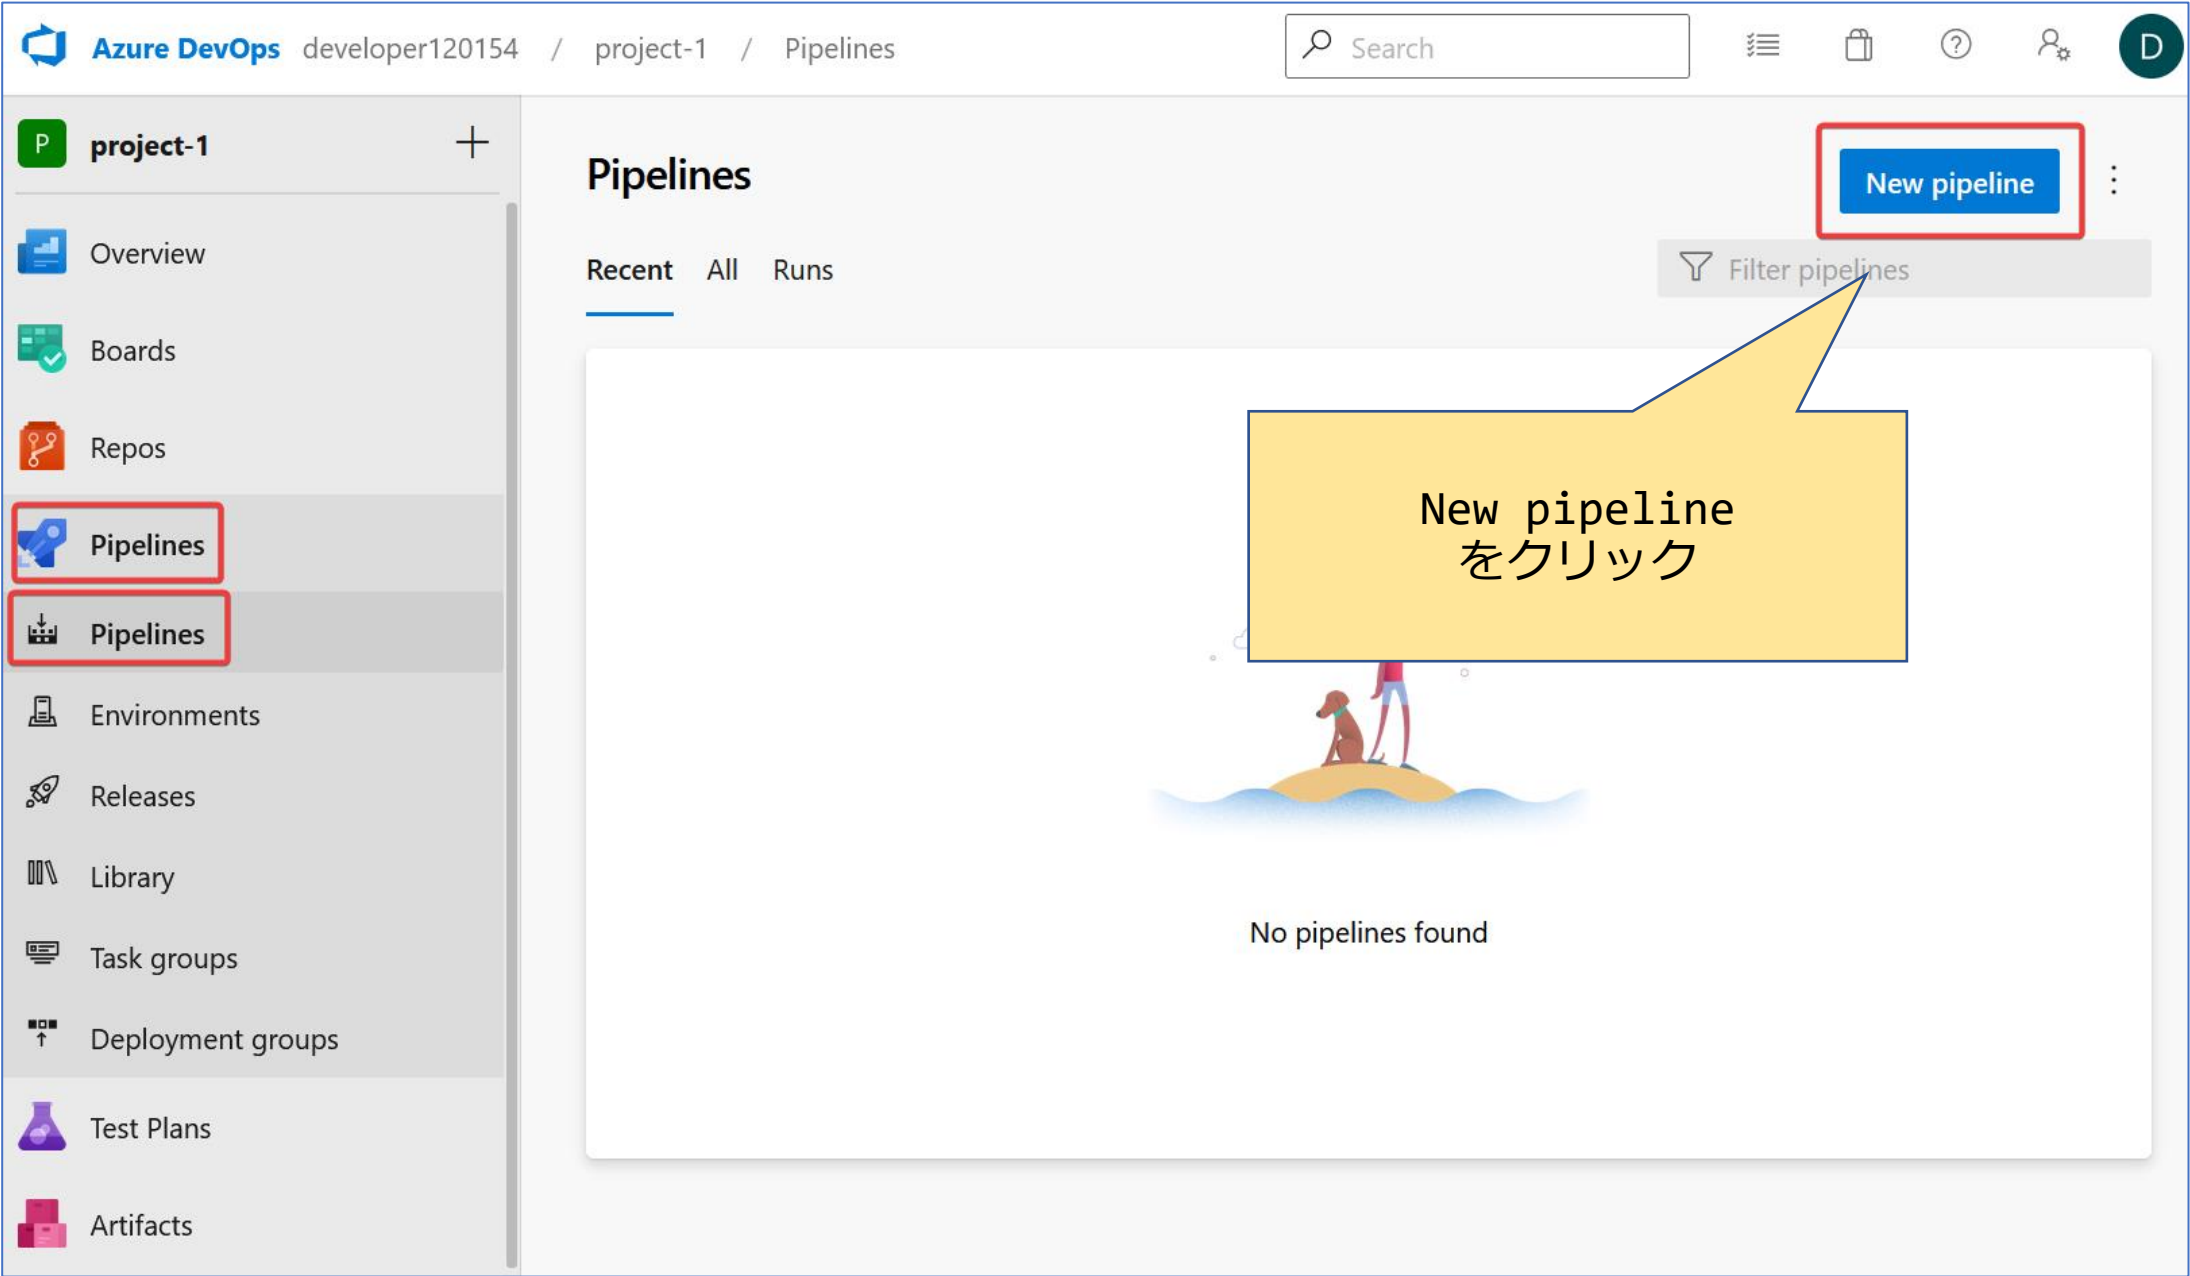 Azure DevOps developer120154 / project-1 / Pipelines
Search
D
P project-1
Overview
Boards
Repos
Pipelines
Pipelines
Environments
Releases
Library
Task groups
Deployment groups
Test Plans
Artifacts
Pipelines
New pipeline
Recent All Runs
Filter pipelines
New pipeline
をクリック
No pipelines found